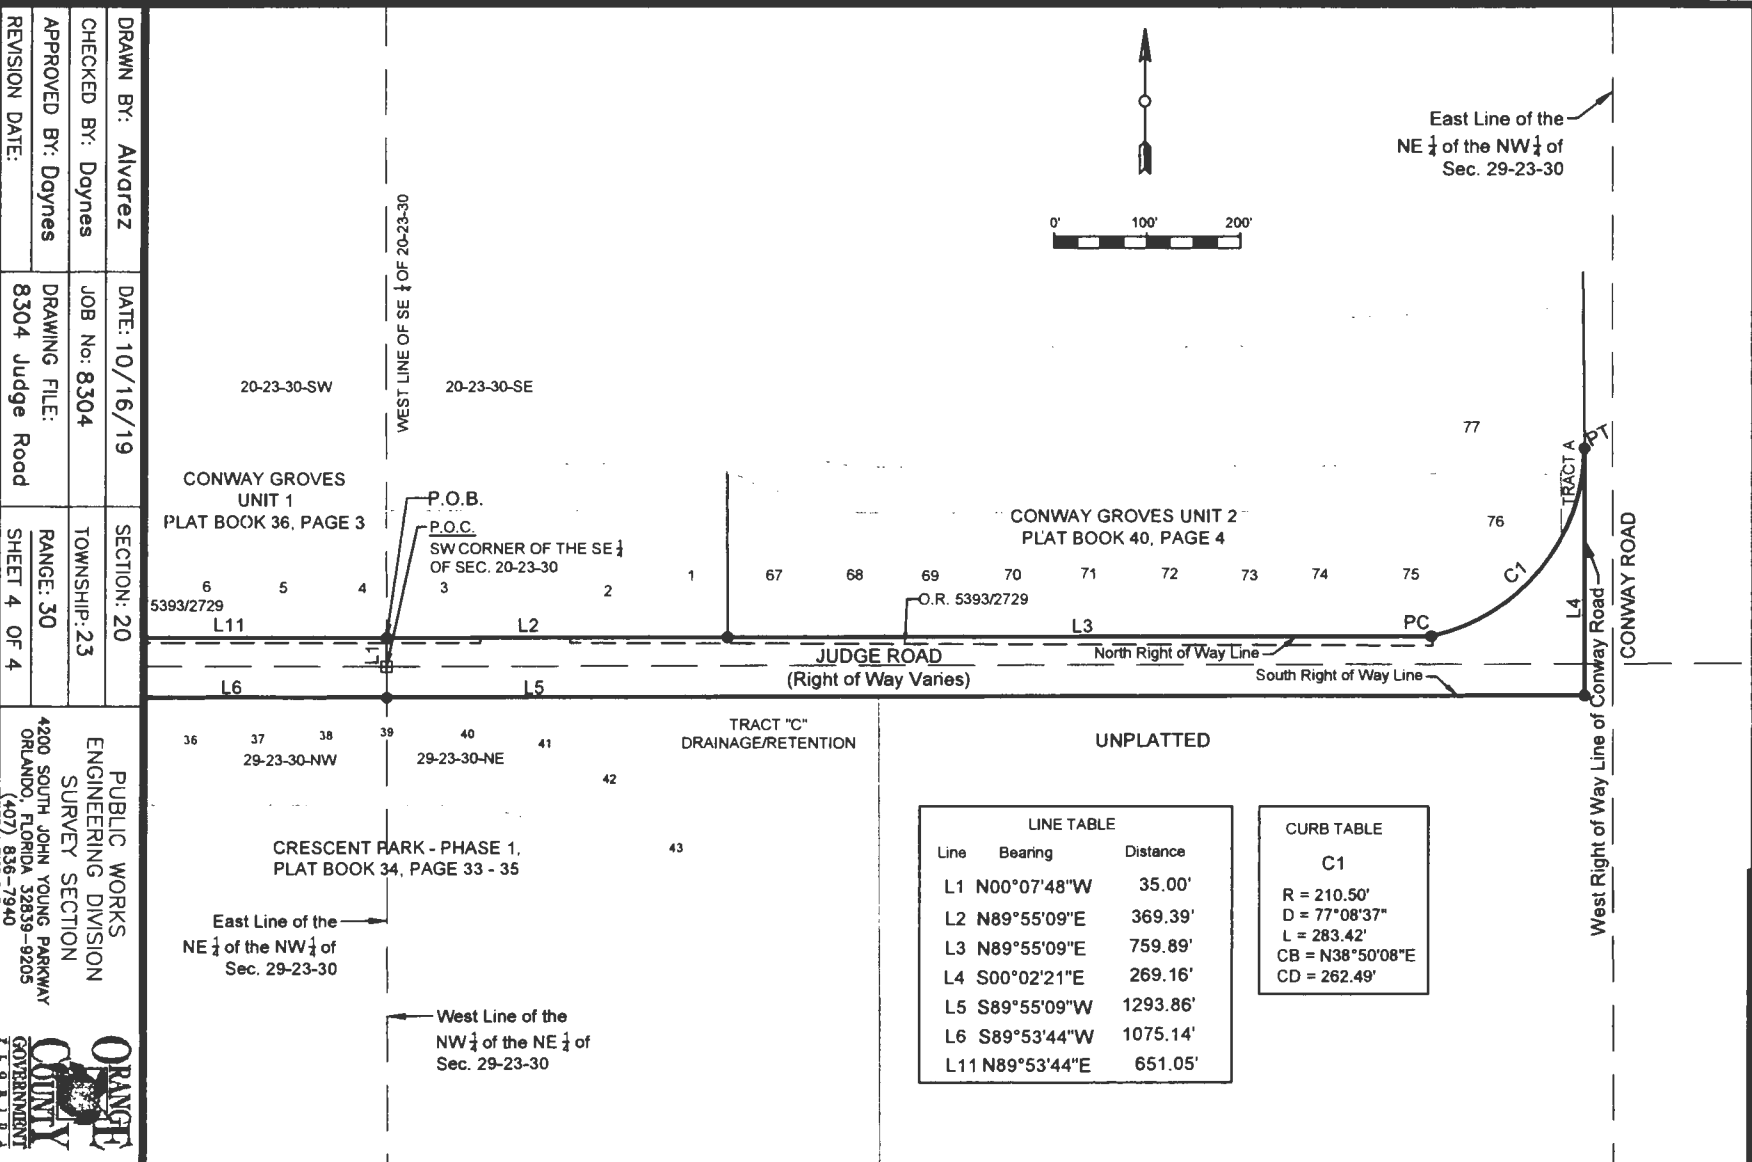 DRAWN BY: Alvarez
CHECKED BY: Daynes
APPROVED BY: Daynes
REVISION DATE:
DATE: 10/16/19
JOB No: 8304
DRAWING FILE:
8304 Judge Road
SECTION: 20
TOWNSHIP: 23
RANGE: 30
SHEET 4 OF 4
PUBLIC WORKS
ENGINEERING DIVISION
SURVEY SECTION
4200 SOUTH JOHN YOUNG PARKWAY
ORLANDO, FLORIDA 32839-9205
(407) 836-7940
ORANGE
COUNTY
GOVERNMENT
East Line of the
NE 1/4 of the NW 1/4 of
Sec. 29-23-30
0' 100' 200'
WEST LINE OF SE 1/4 OF 20-23-30
20-23-30-SW
20-23-30-SE
CONWAY GROVES
UNIT 1
PLAT BOOK 36, PAGE 3
P.O.B.
P.O.C.
SW CORNER OF THE SE 1/4
OF SEC. 20-23-30
CONWAY GROVES UNIT 2
PLAT BOOK 40, PAGE 4
77
76
TRACT A
PT
C1
L4
CONWAY ROAD
West Right of Way Line of Conway Road
6 5 4 3 2 1 67 68 69 70 71 72 73 74 75
5393/2729
O.R. 5393/2729
L11
L2
L3
PC
L1
JUDGE ROAD
(Right of Way Varies)
North Right of Way Line
South Right of Way Line
L6
L5
36 37 38 39 40 41
42
43
29-23-30-NW
29-23-30-NE
TRACT "C"
DRAINAGE/RETENTION
UNPLATTED
CRESCENT PARK - PHASE 1,
PLAT BOOK 34, PAGE 33 - 35
East Line of the
NE 1/4 of the NW 1/4 of
Sec. 29-23-30
West Line of the
NW 1/4 of the NE 1/4 of
Sec. 29-23-30
LINE TABLE
Line Bearing Distance
L1 N00°07'48"W 35.00'
L2 N89°55'09"E 369.39'
L3 N89°55'09"E 759.89'
L4 S00°02'21"E 269.16'
L5 S89°55'09"W 1293.86'
L6 S89°53'44"W 1075.14'
L11 N89°53'44"E 651.05'
CURB TABLE
C1
R = 210.50'
D = 77°08'37"
L = 283.42'
CB = N38°50'08"E
CD = 262.49'